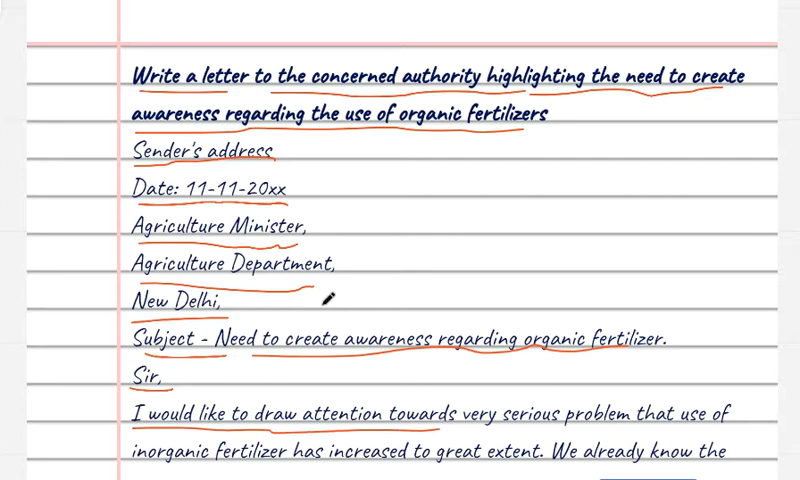 Write a letter to the concerned authority highlighting the need to create
awareness regarding the use of organic fertilizers
Sender's address
Date: 11-11-20xx
Agriculture Minister,
Agriculture Department,
New Delhi,
Subject - Need to create awareness regarding organic fertilizer.
Sir,
I would like to draw attention towards very serious problem that use of
inorganic fertilizer has increased to great extent. We already know the